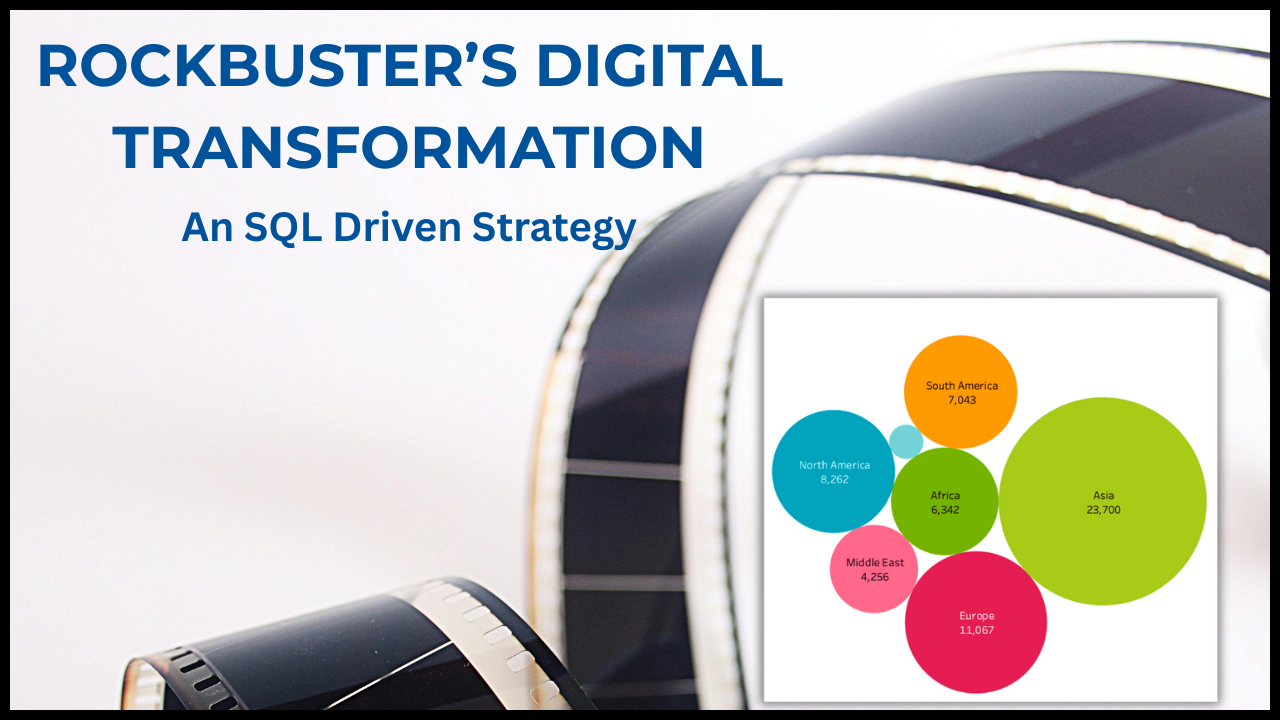 ROCKBUSTER’S DIGITAL
TRANSFORMATION
An SQL Driven Strategy
South America
7,043
North America
8,262
Africa
6,342
Asia
23,700
Middle East
4,256
Europe
11,067